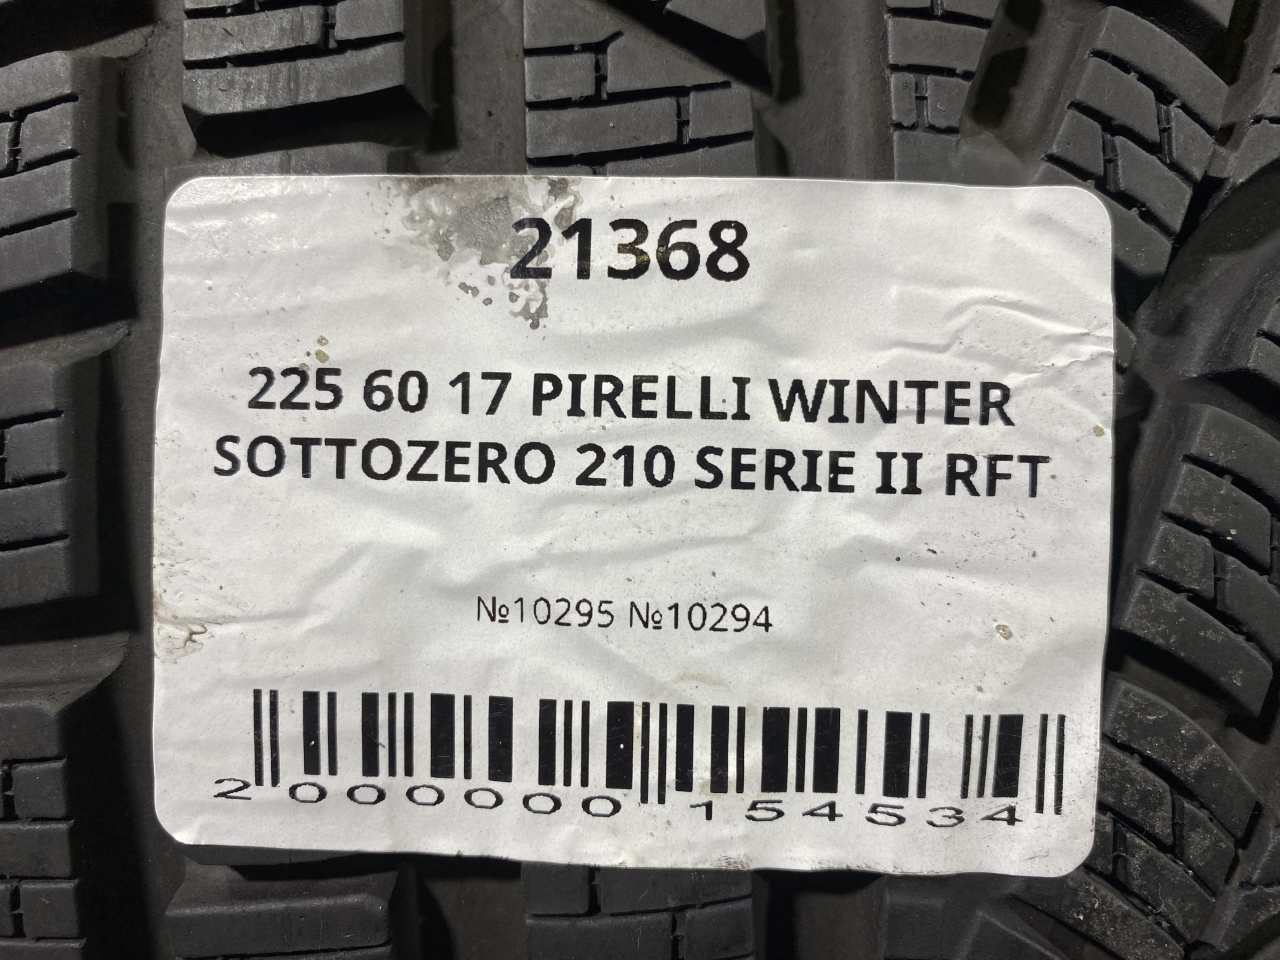 21368
225 60 17 PIRELLI WINTER
SOTTOZERO 210 SERIE II RFT
№10295 №10294
2 000000 154534